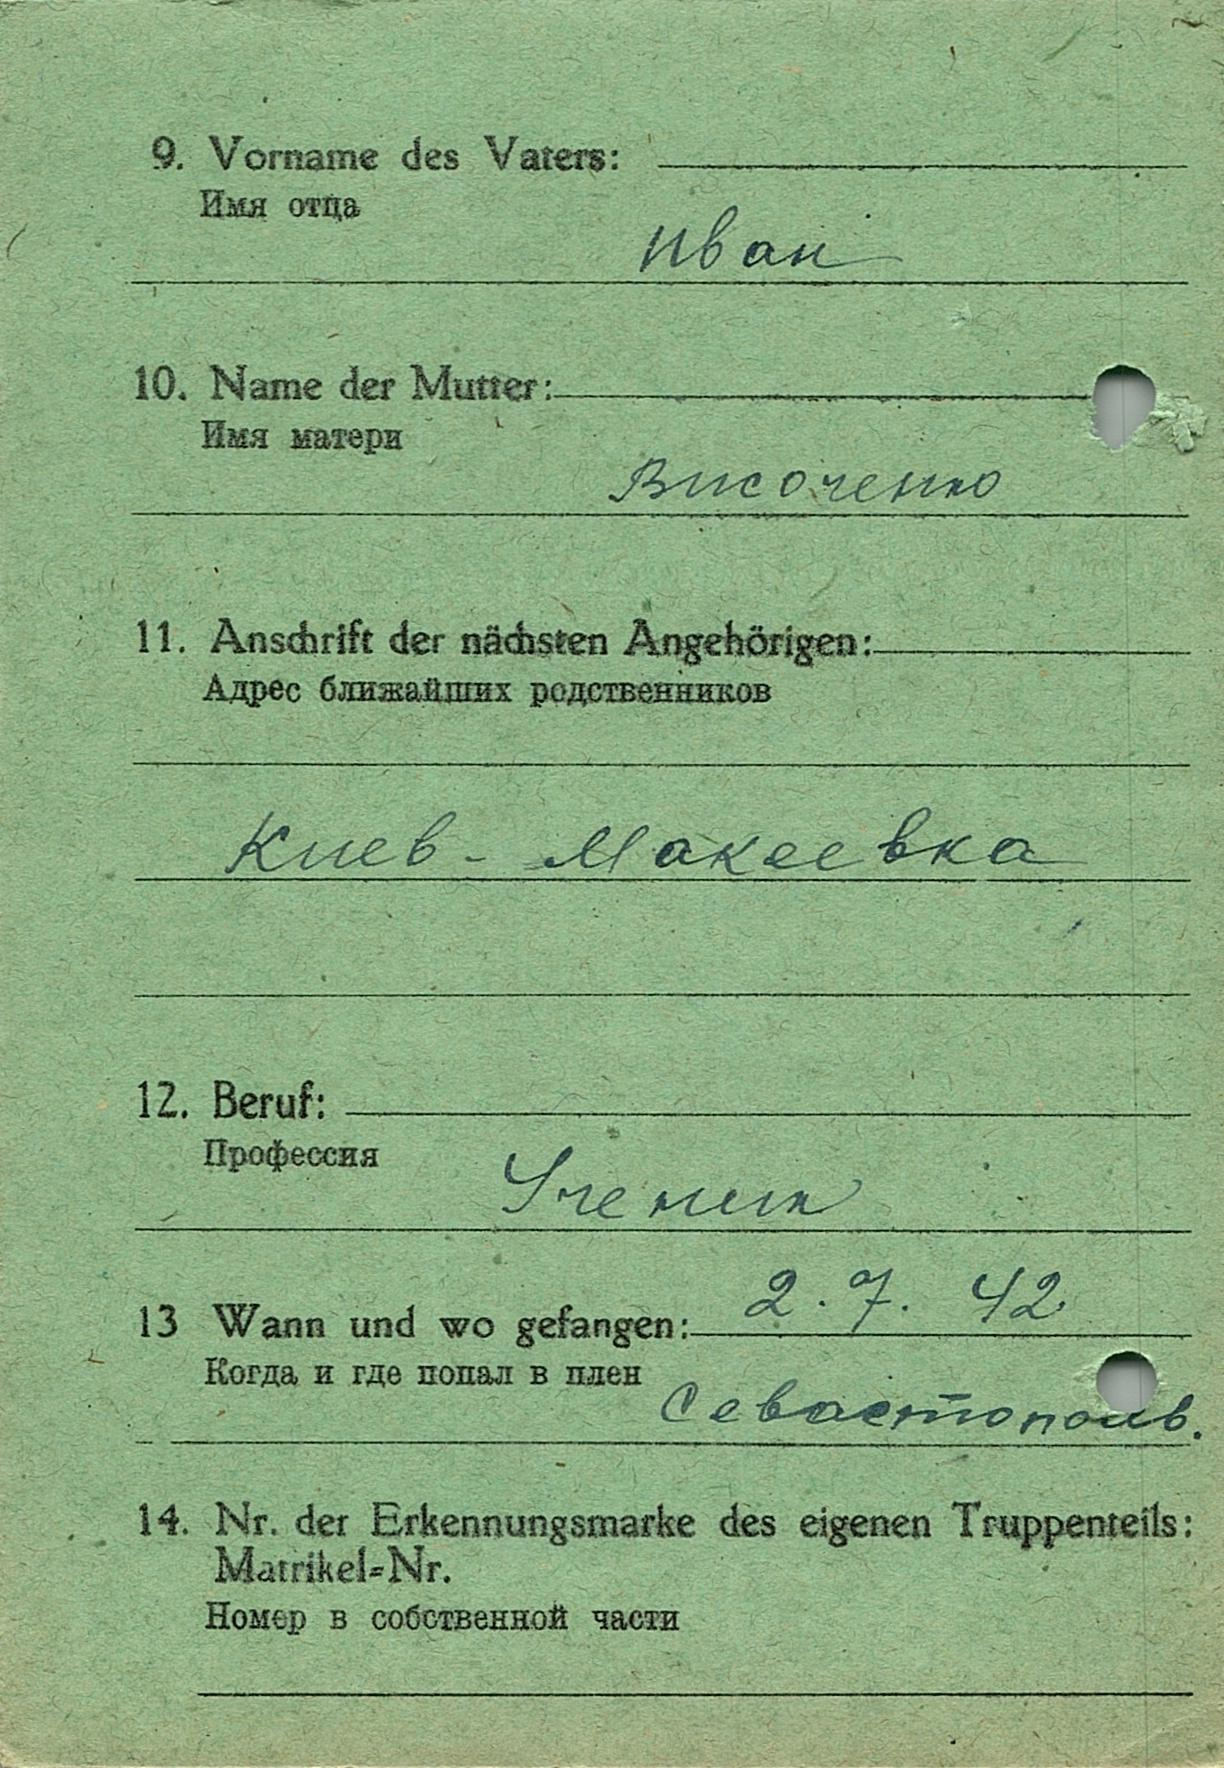 9. Vorname des Vaters:
Имя отца
Иван
10. Name der Mutter:
Имя матери
Височенко
11. Anschrift der nächsten Angehörigen:
Адрес ближайших родственников
Киев - Макеевка
12. Beruf:
Профессия
Ученик
13 Wann und wo gefangen: 2. 7. 42
Когда и где попал в плен
Севастополь.
14. Nr. der Erkennungsmarke des eigenen Truppenteils:
Matrikel=Nr.
Номер в собственной части